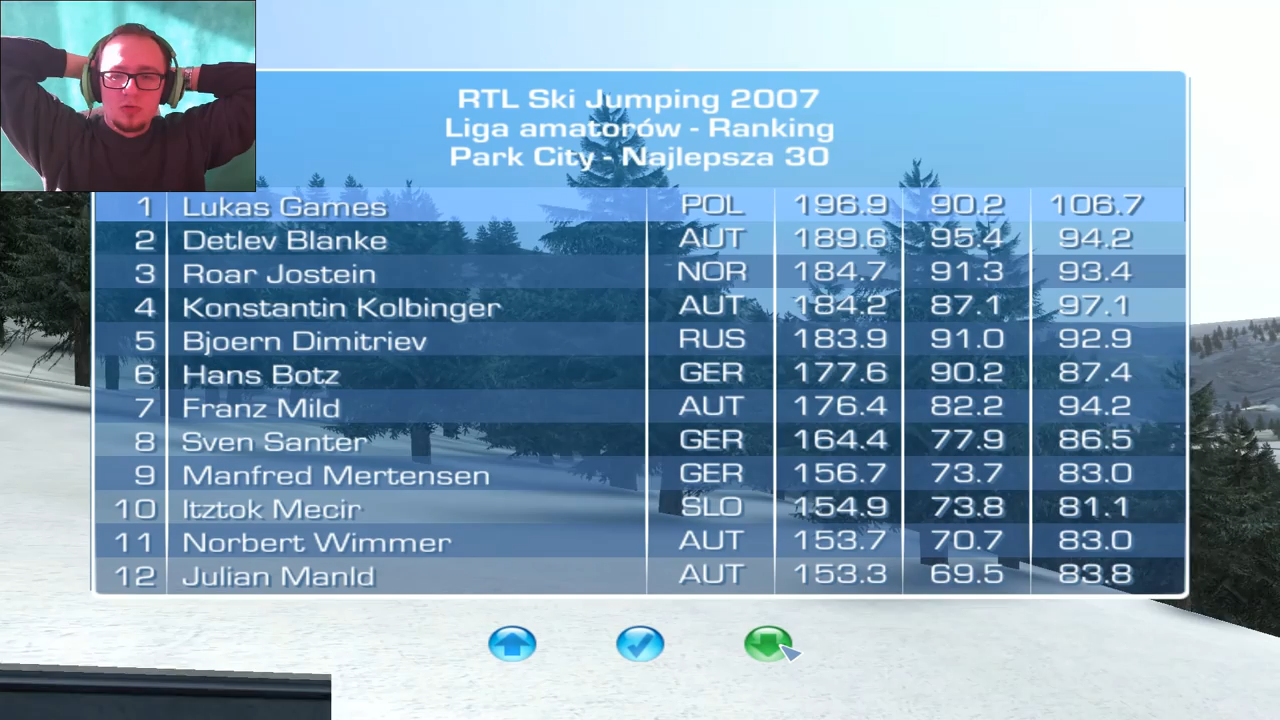 RTL Ski Jumping 2007
Liga amatorów - Ranking
Park City - Najlepsza 30
1 Lukas Games POL 196.9 90.2 106.7
2 Detlev Blanke AUT 189.6 95.4 94.2
3 Roar Jostein NOR 184.7 91.3 93.4
4 Konstantin Kolbinger AUT 184.2 87.1 97.1
5 Bjoern Dimitriev RUS 183.9 91.0 92.9
6 Hans Botz GER 177.6 90.2 87.4
7 Franz Mild AUT 176.4 82.2 94.2
8 Sven Santer GER 164.4 77.9 86.5
9 Manfred Mertensen GER 156.7 73.7 83.0
10 Itztok Mecir SLO 154.9 73.8 81.1
11 Norbert Wimmer AUT 153.7 70.7 83.0
12 Julian Manld AUT 153.3 69.5 83.8